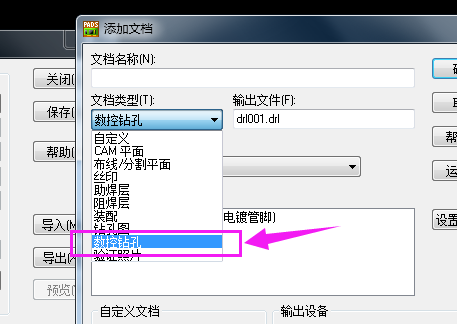 PADS
添加文档
文档名称(N):
文档类型(T):
输出文件(F):
数控钻孔
drl001.drl
自定义
CAM 平面
布线/分割平面
丝印
助焊层
阻焊层
装配
钻孔图
数控钻孔
验证照片
电镀管脚)
关闭(
保存(
帮助(
导入(M
导出(
预览(
帮
运
设置
自定义文档
输出设备